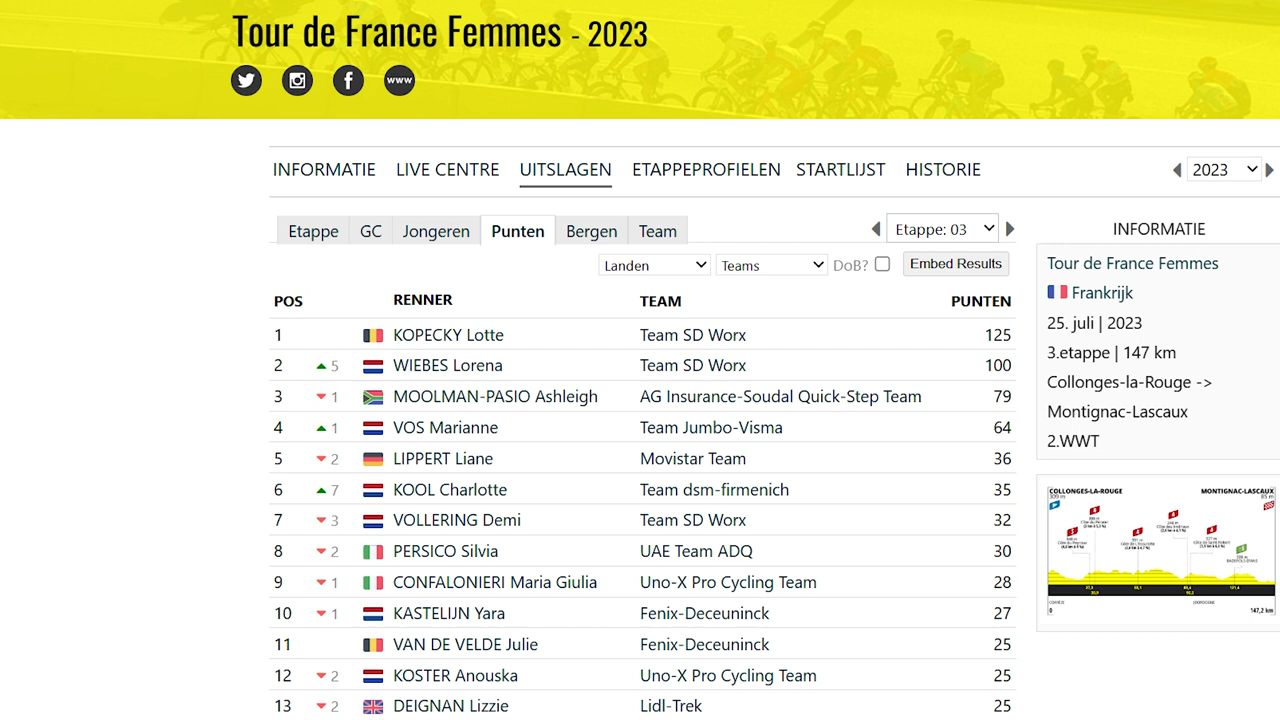 Tour de France Femmes - 2023
www
INFORMATIE LIVE CENTRE UITSLAGEN ETAPPEPROFIELEN STARTLIJST HISTORIE 2023
Etappe GC Jongeren Punten Bergen Team Etappe: 03
Landen Teams DoB? Embed Results
POS RENNER TEAM PUNTEN
1 KOPECKY Lotte Team SD Worx 125
2 5 WIEBES Lorena Team SD Worx 100
3 1 MOOLMAN-PASIO Ashleigh AG Insurance-Soudal Quick-Step Team 79
4 1 VOS Marianne Team Jumbo-Visma 64
5 2 LIPPERT Liane Movistar Team 36
6 7 KOOL Charlotte Team dsm-firmenich 35
7 3 VOLLERING Demi Team SD Worx 32
8 2 PERSICO Silvia UAE Team ADQ 30
9 1 CONFALONIERI Maria Giulia Uno-X Pro Cycling Team 28
10 1 KASTELIJN Yara Fenix-Deceuninck 27
11 VAN DE VELDE Julie Fenix-Deceuninck 25
12 2 KOSTER Anouska Uno-X Pro Cycling Team 25
13 2 DEIGNAN Lizzie Lidl-Trek 25
INFORMATIE
Tour de France Femmes
Frankrijk
25. juli | 2023
3.etappe | 147 km
Collonges-la-Rouge ->
Montignac-Lascaux
2.WWT
COLLONGES-LA-ROUGE MONTIGNAC-LASCAUX
309 m 85 m
0 147,2 km